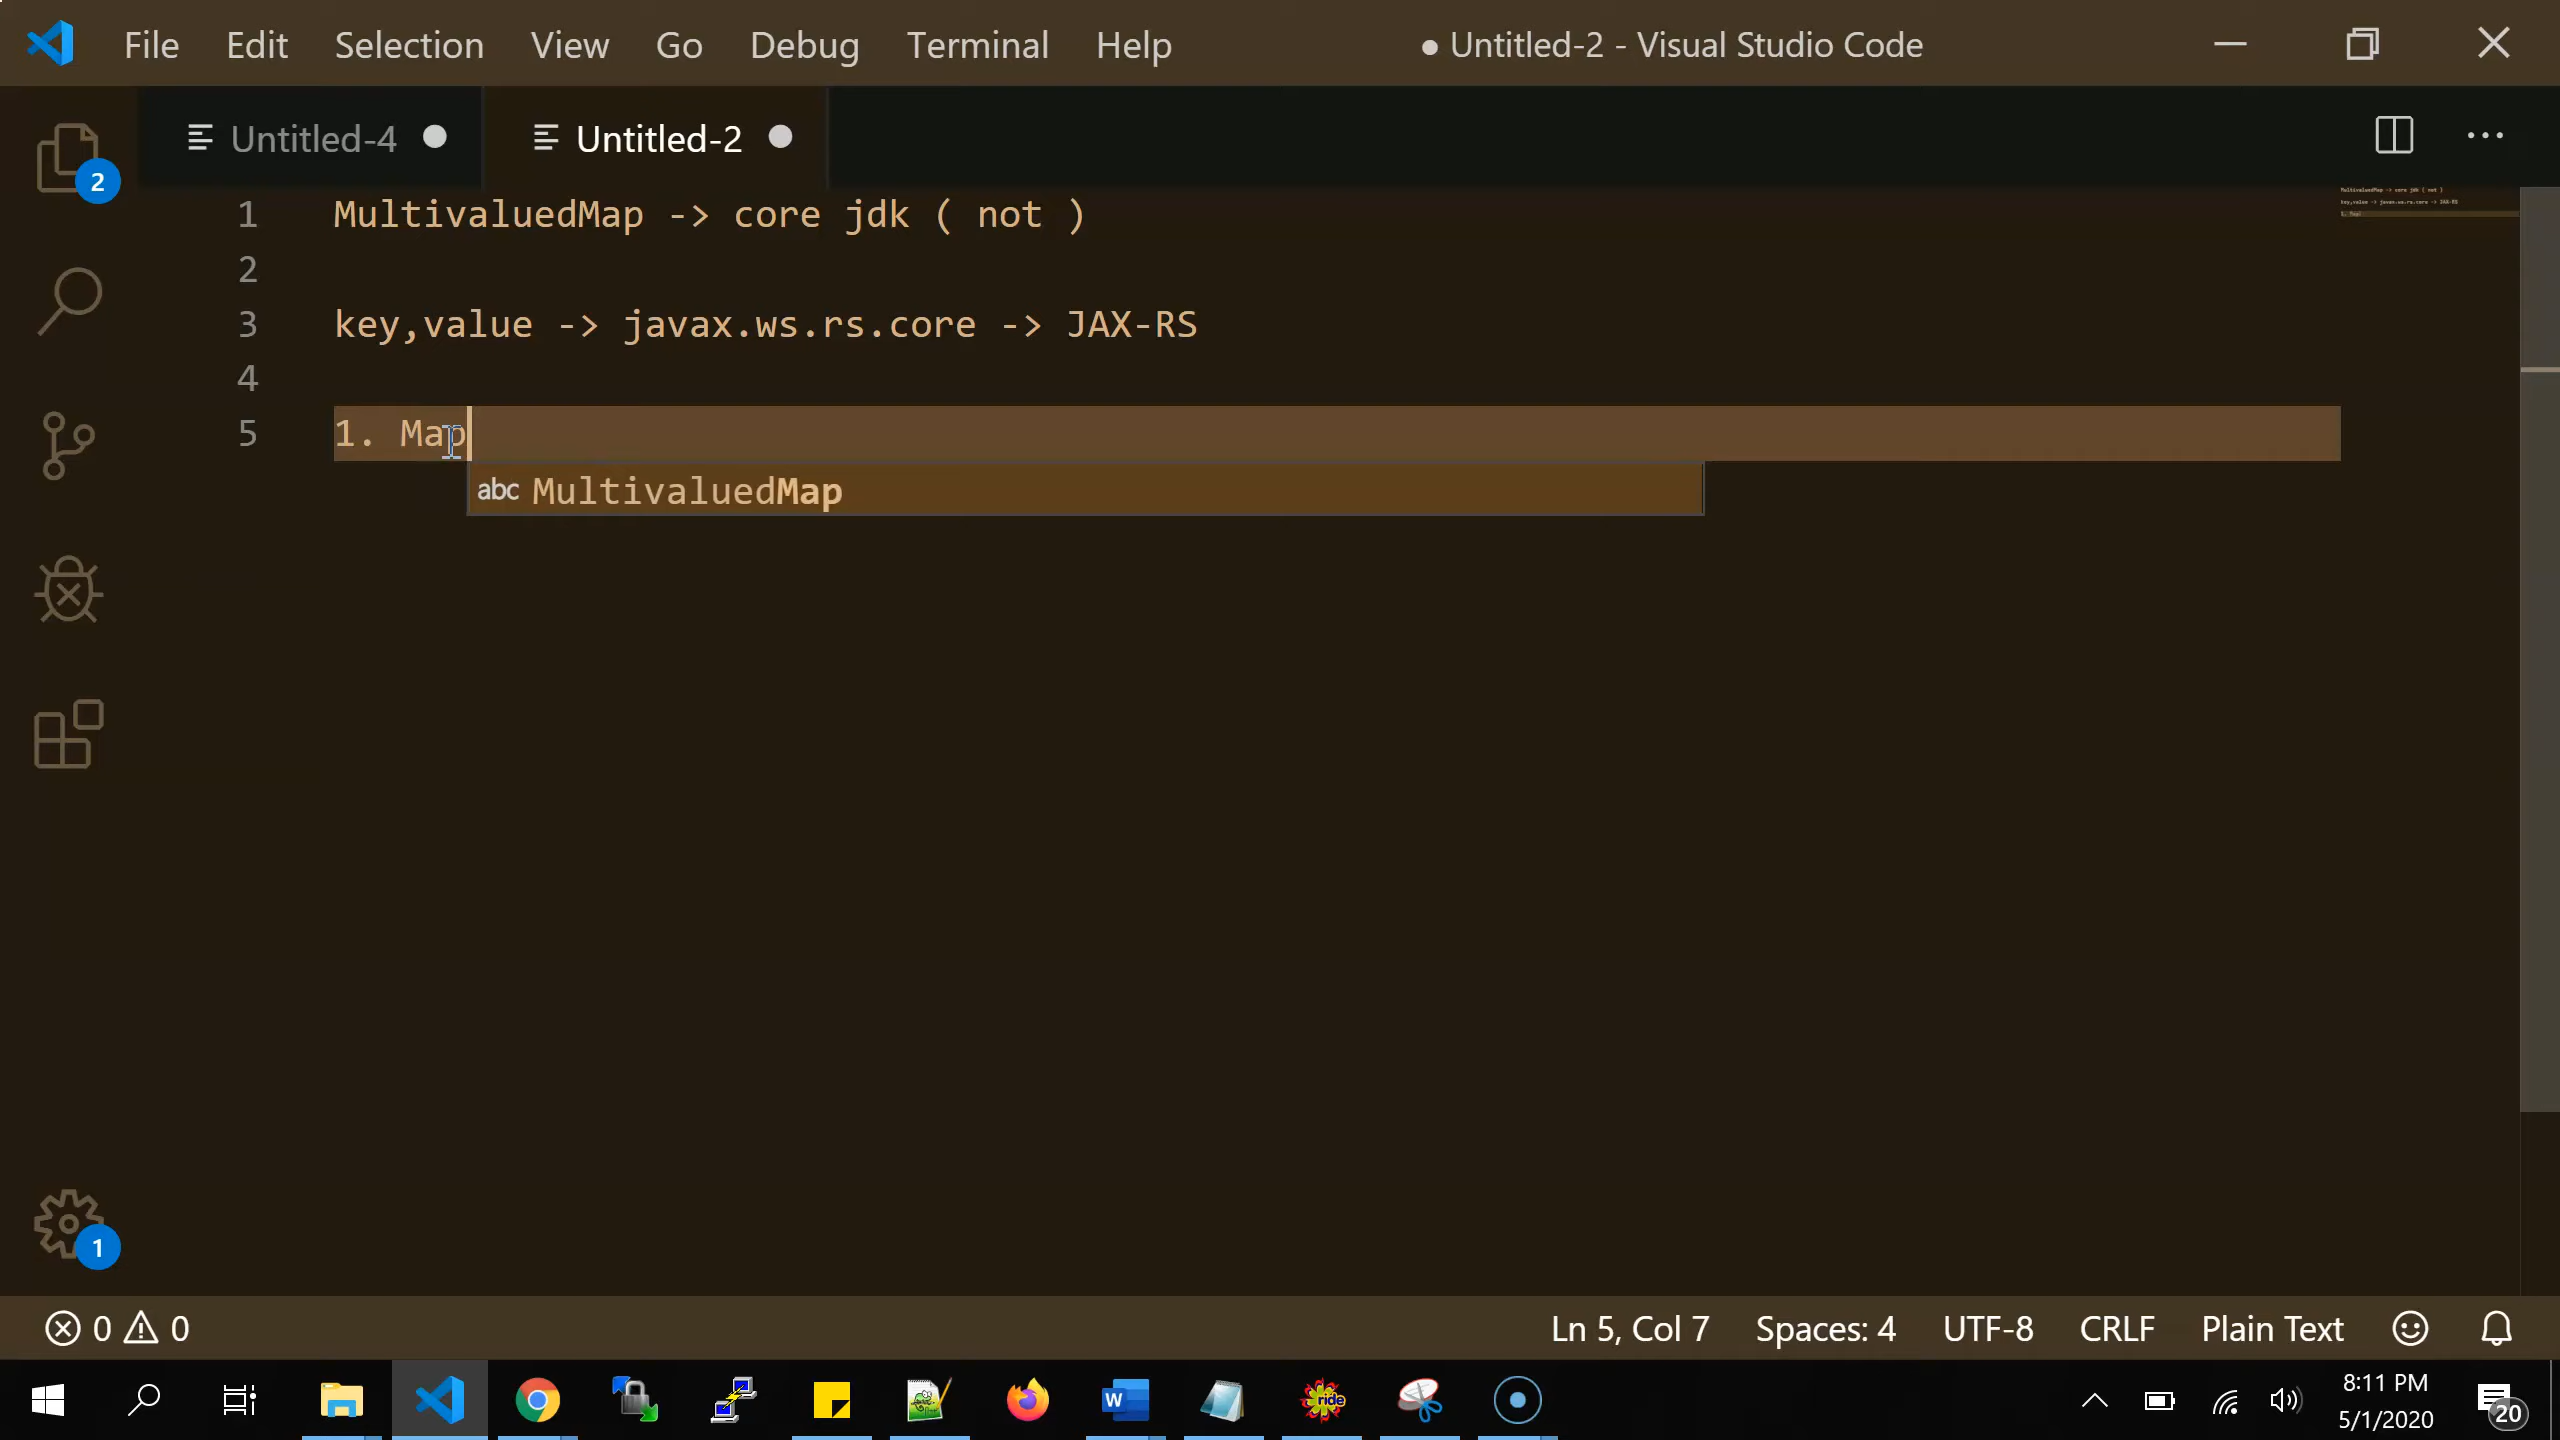 File Edit Selection View Go Debug Terminal Help ● Untitled-2 - Visual Studio Code
Untitled-4 Untitled-2
2
1 MultivaluedMap -> core jdk ( not )
2
3 key,value -> javax.ws.rs.core -> JAX-RS
4
5 1. Map
abc MultivaluedMap
1
0 0 Ln 5, Col 7 Spaces: 4 UTF-8 CRLF Plain Text
ride
8:11 PM
5/1/2020
20